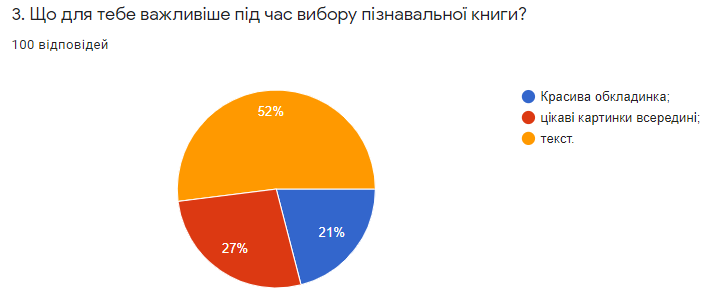 3. Що для тебе важливіше під час вибору пізнавальної книги?
100 відповідей
52%
27%
21%
Красива обкладинка;
цікаві картинки всередині;
текст.